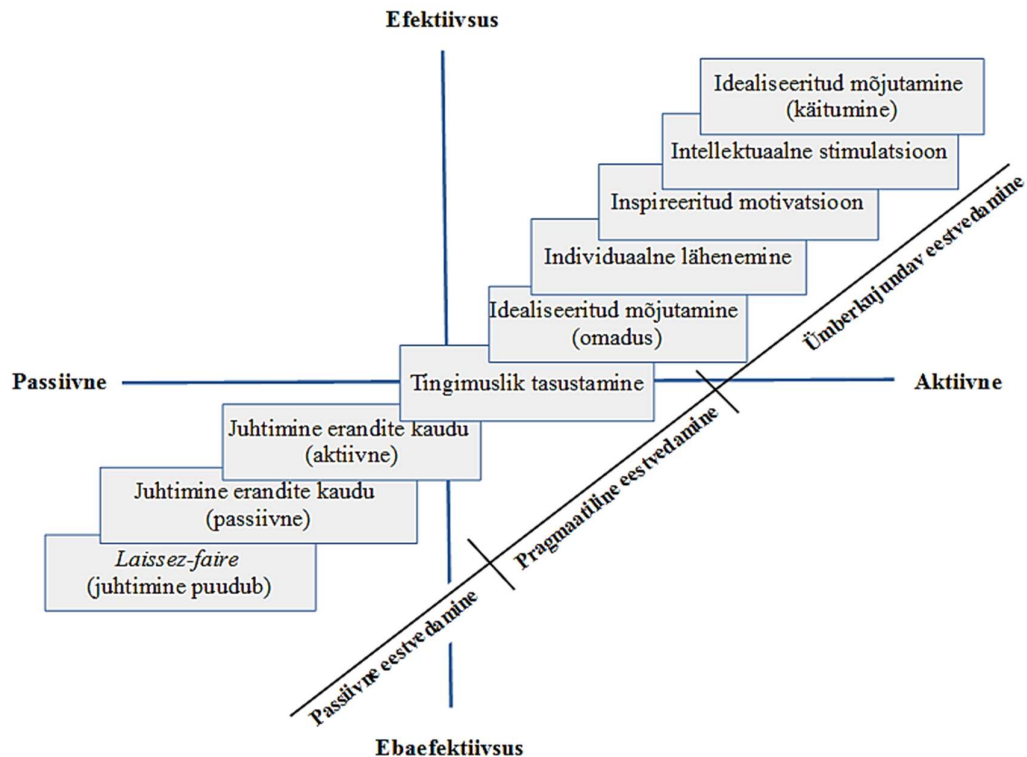 Efektiivsus
Idealiseeritud mõjutamine
(käitumine)
Intellektuaalne stimulatsioon
Inspireeritud motivatsioon
Individuaalne lähenemine
Idealiseeritud mõjutamine
(omadus)
Ümberkujundav eestvedamine
Passiivne
Tingimuslik tasustamine
Aktiivne
Juhtimine erandite kaudu
(aktiivne)
Pragmaatiline eestvedamine
Juhtimine erandite kaudu
(passiivne)
Laissez-faire
(juhtimine puudub)
Passiivne eestvedamine
Ebaefektiivsus